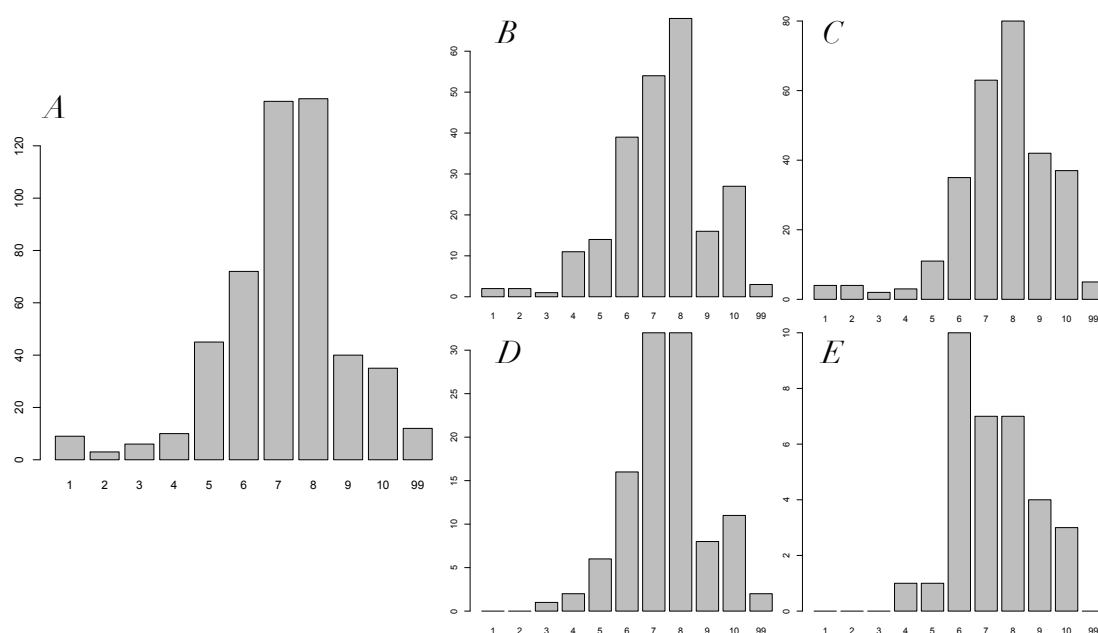 A
0 20 40 60 80 100 120
1 2 3 4 5 6 7 8 9 10 99
B
0 10 20 30 40 50 60
1 2 3 4 5 6 7 8 9 10 99
C
0 20 40 60 80
1 2 3 4 5 6 7 8 9 10 99
D
0 5 10 15 20 25 30
1 2 3 4 5 6 7 8 9 10 99
E
0 2 4 6 8 10
1 2 3 4 5 6 7 8 9 10 99